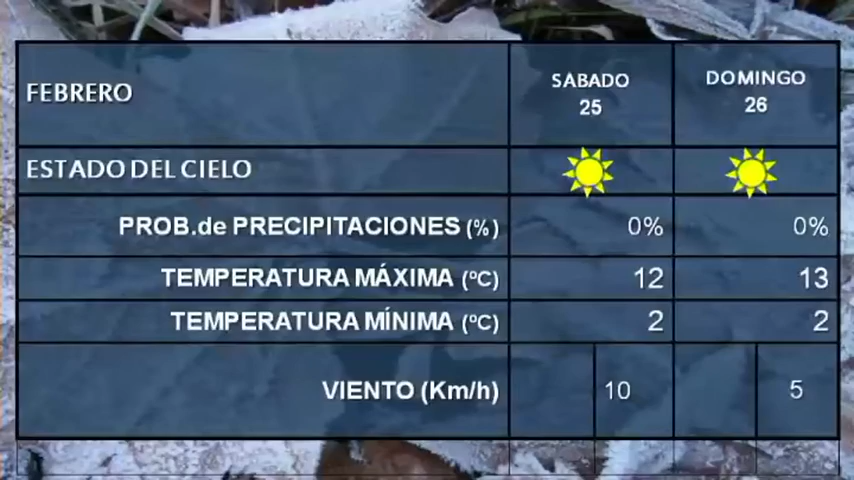 FEBRERO
SABADO
25
DOMINGO
26
ESTADO DEL CIELO
PROB.de PRECIPITACIONES (%) 0% 0%
TEMPERATURA MÁXIMA (ºC) 12 13
TEMPERATURA MÍNIMA (ºC) 2 2
VIENTO (Km/h) 10 5